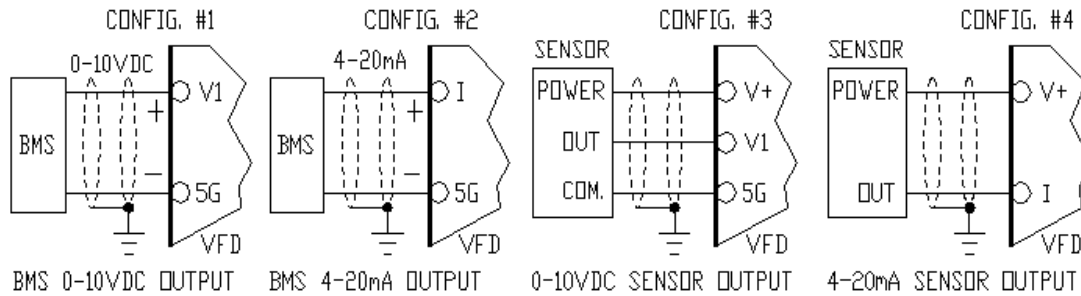 CONFIG. #1
0-10VDC
V1
+
BMS
-
5G
VFD
BMS 0-10VDC OUTPUT
CONFIG. #2
4-20mA
I
+
BMS
-
5G
VFD
BMS 4-20mA OUTPUT
CONFIG. #3
SENSOR
POWER
V+
OUT
V1
COM.
5G
VFD
0-10VDC SENSOR OUTPUT
CONFIG. #4
SENSOR
POWER
V+
OUT
I
VFD
4-20mA SENSOR OUTPUT